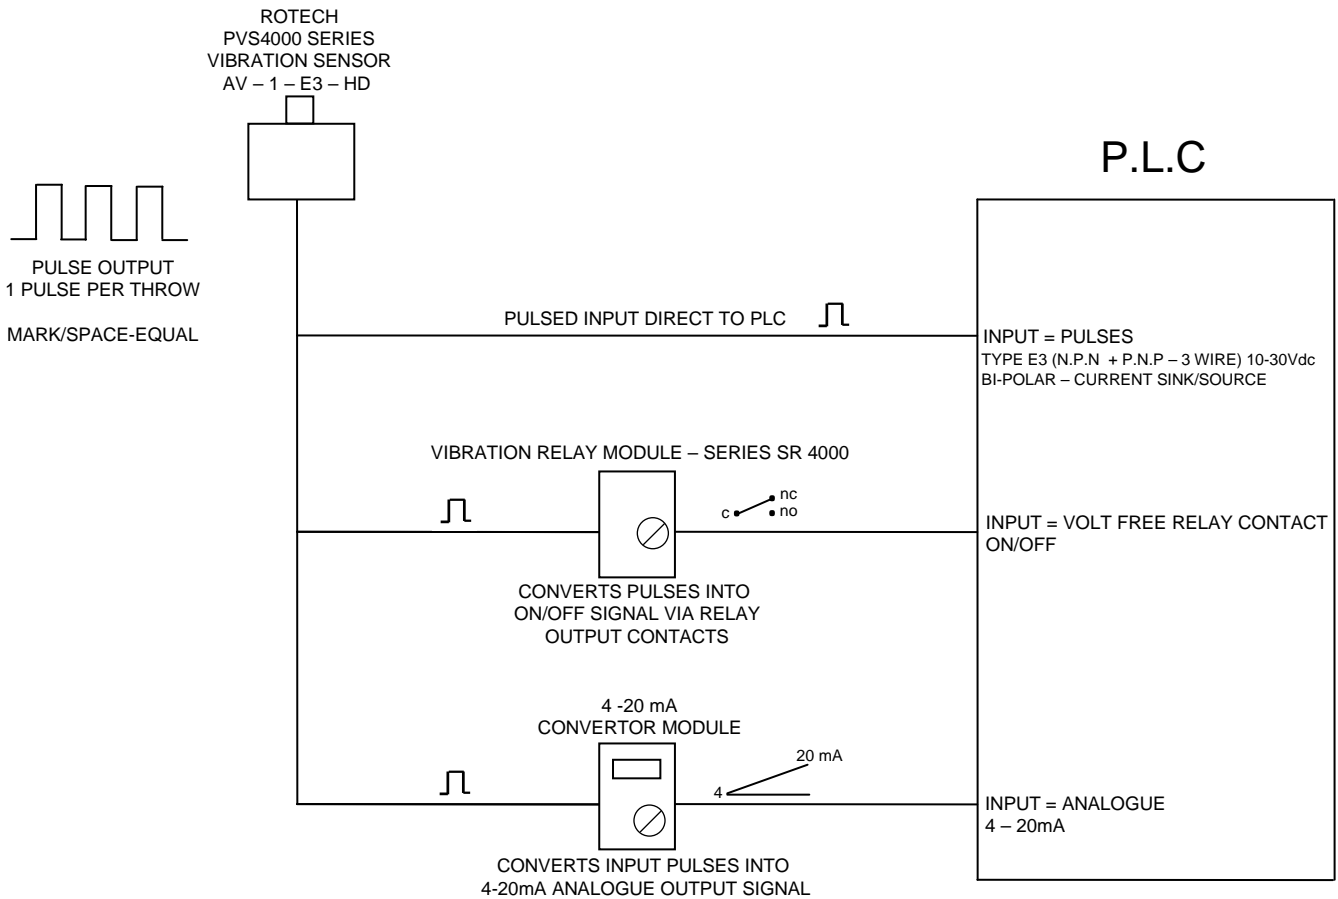 ROTECH
PVS4000 SERIES
VIBRATION SENSOR
AV – 1 – E3 – HD
P.L.C
PULSE OUTPUT
1 PULSE PER THROW
MARK/SPACE-EQUAL
PULSED INPUT DIRECT TO PLC
INPUT = PULSES
TYPE E3 (N.P.N + P.N.P – 3 WIRE) 10-30Vdc
BI-POLAR – CURRENT SINK/SOURCE
VIBRATION RELAY MODULE – SERIES SR 4000
nc
c
no
INPUT = VOLT FREE RELAY CONTACT
ON/OFF
CONVERTS PULSES INTO
ON/OFF SIGNAL VIA RELAY
OUTPUT CONTACTS
4 -20 mA
CONVERTOR MODULE
20 mA
4
INPUT = ANALOGUE
4 – 20mA
CONVERTS INPUT PULSES INTO
4-20mA ANALOGUE OUTPUT SIGNAL